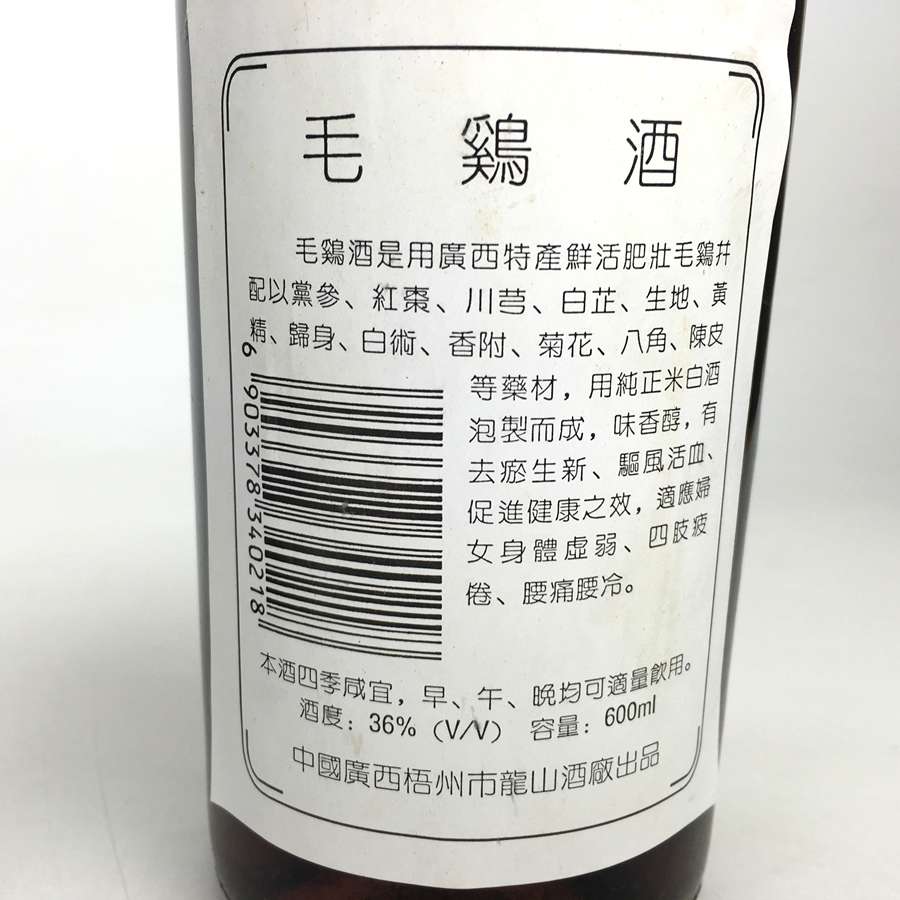 毛鷄酒
毛鷄酒是用廣西特產鮮活肥壯毛鷄并
配以黨參、紅棗、川芎、白芷、生地、黃
精、歸身、白術、香附、菊花、八角、陳皮
等藥材，用純正米白酒
泡製而成，味香醇，有
去瘀生新、驅風活血、
促進健康之效，適應婦
女身體虛弱、四肢疲
倦、腰痛腰冷。
6 903378 340218
本酒四季咸宜，早、午、晚均可適量飲用。
酒度：36%（V/V） 容量：600ml
中國廣西梧州市龍山酒廠出品